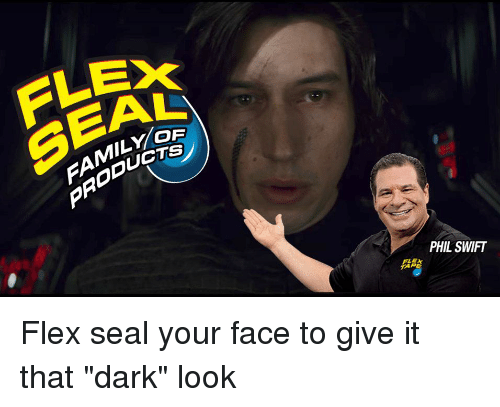 FLEX
SEAL
FAMILY OF
PRODUCTS
PHIL SWIFT
FLEX
TAPE
Flex seal your face to give it
that "dark" look